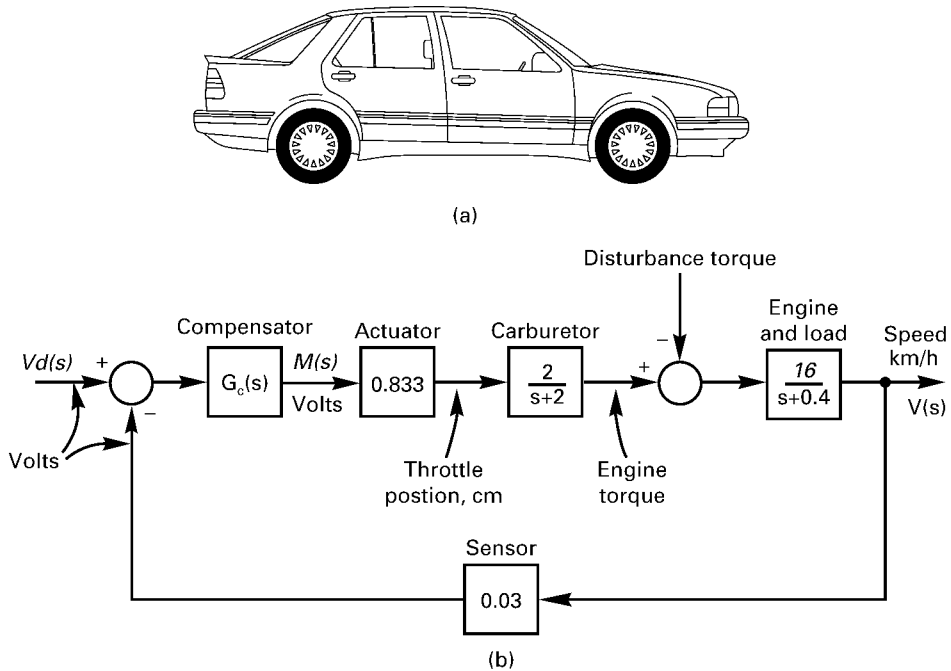 (a)
Disturbance torque
Engine
and load
Speed
km/h
Compensator
Actuator
Carburetor
Vd(s)
+
−
G_c(s)
M(s)
Volts
0.833
2
s+2
+
−
16
s+0.4
V(s)
Volts
Throttle
postion, cm
Engine
torque
Sensor
0.03
(b)